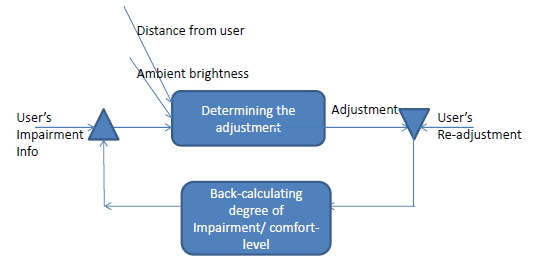 Distance from user
Ambient brightness
User's
Impairment
Info
Determining the
adjustment
Adjustment
User's
Re-adjustment
Back-calculating
degree of
Impairment/ comfort-
level